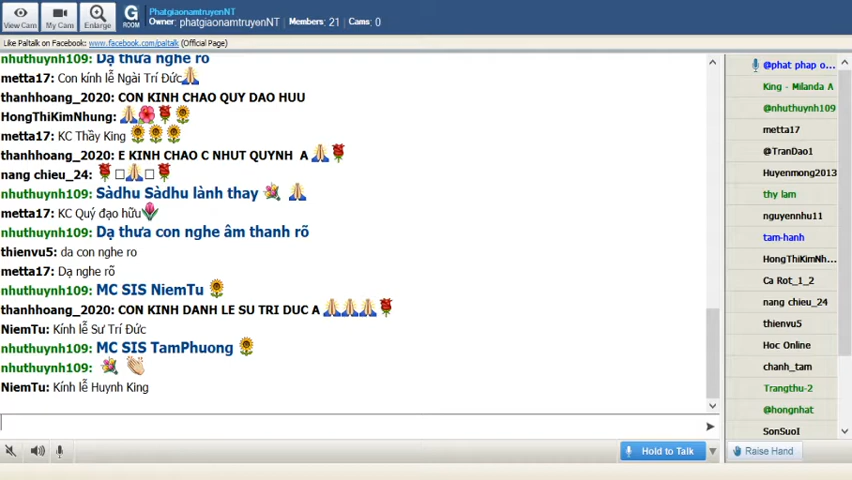 View Cam
My Cam
Enlarge
G
ROOM
PhatgiaonamtruyenNT
Owner: phatgiaonamtruyenNT Members: 21 Cams: 0
Like Paltalk on Facebook: www.facebook.com/paltalk (Official Page)
nhuthuynh109: Dạ thưa con nghe rõ
metta17: Con kính lễ Ngài Trí Đức
thanhhoang_2020: CON KINH CHAO QUY DAO HUU
HongThiKimNhung:
metta17: KC Thầy King
thanhhoang_2020: E KINH CHAO C NHUT QUYNH A
nang chieu_24:
nhuthuynh109: Sàdhu Sàdhu lành thay
metta17: KC Quý đạo hữu
nhuthuynh109: Dạ thưa con nghe âm thanh rõ
thienvu5: da con nghe ro
metta17: Dạ nghe rõ
nhuthuynh109: MC SIS NiemTu
thanhhoang_2020: CON KINH DANH LE SU TRI DUC A
NiemTu: Kính lễ Sư Trí Đức
nhuthuynh109: MC SIS TamPhuong
nhuthuynh109:
NiemTu: Kính lễ Huynh King
Hold to Talk
@phat phap o...
King - Milanda A
@nhuthuynh109
metta17
@TranDao1
Huyenmong2013
thy lam
nguyennhu11
tam-hanh
HongThiKimNh...
Ca Rot_1_2
nang chieu_24
thienvu5
Hoc Online
chanh_tam
Trangthu-2
@hongnhat
SonSuoI
Raise Hand